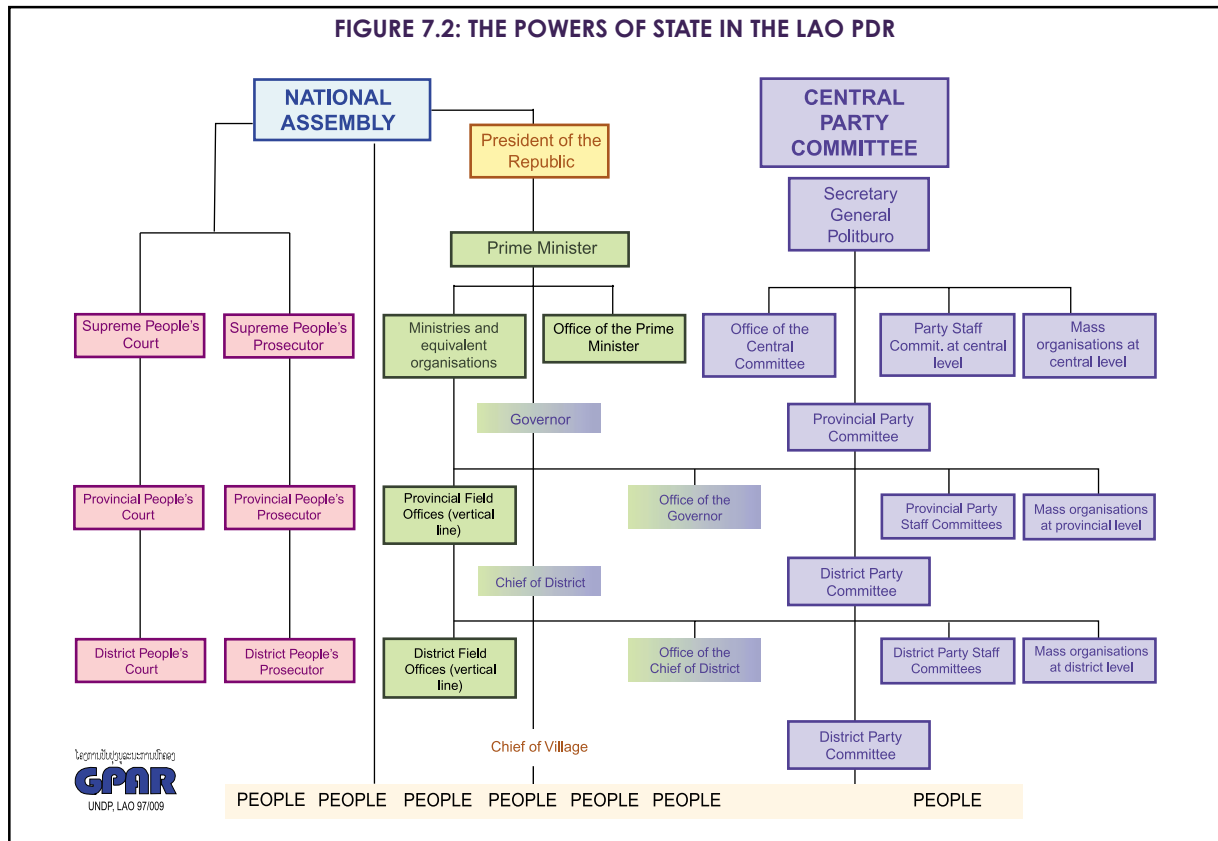 FIGURE 7.2: THE POWERS OF STATE IN THE LAO PDR
NATIONAL
ASSEMBLY
CENTRAL
PARTY
COMMITTEE
President of the
Republic
Secretary
General
Politburo
Prime Minister
Supreme People's
Court
Supreme People's
Prosecutor
Ministries and
equivalent
organisations
Office of the Prime
Minister
Office of the
Central
Committee
Party Staff
Commit. at central
level
Mass
organisations at
central level
Governor
Provincial Party
Committee
Provincial People's
Court
Provincial People's
Prosecutor
Provincial Field
Offices (vertical
line)
Office of the
Governor
Provincial Party
Staff Committees
Mass organisations
at provincial level
Chief of District
District Party
Committee
District People's
Court
District People's
Prosecutor
District Field
Offices (vertical
line)
Office of the
Chief of District
District Party Staff
Committees
Mass organisations
at district level
Chief of Village
District Party
Committee
GPAR
UNDP, LAO 97/009
PEOPLE PEOPLE PEOPLE PEOPLE PEOPLE PEOPLE PEOPLE